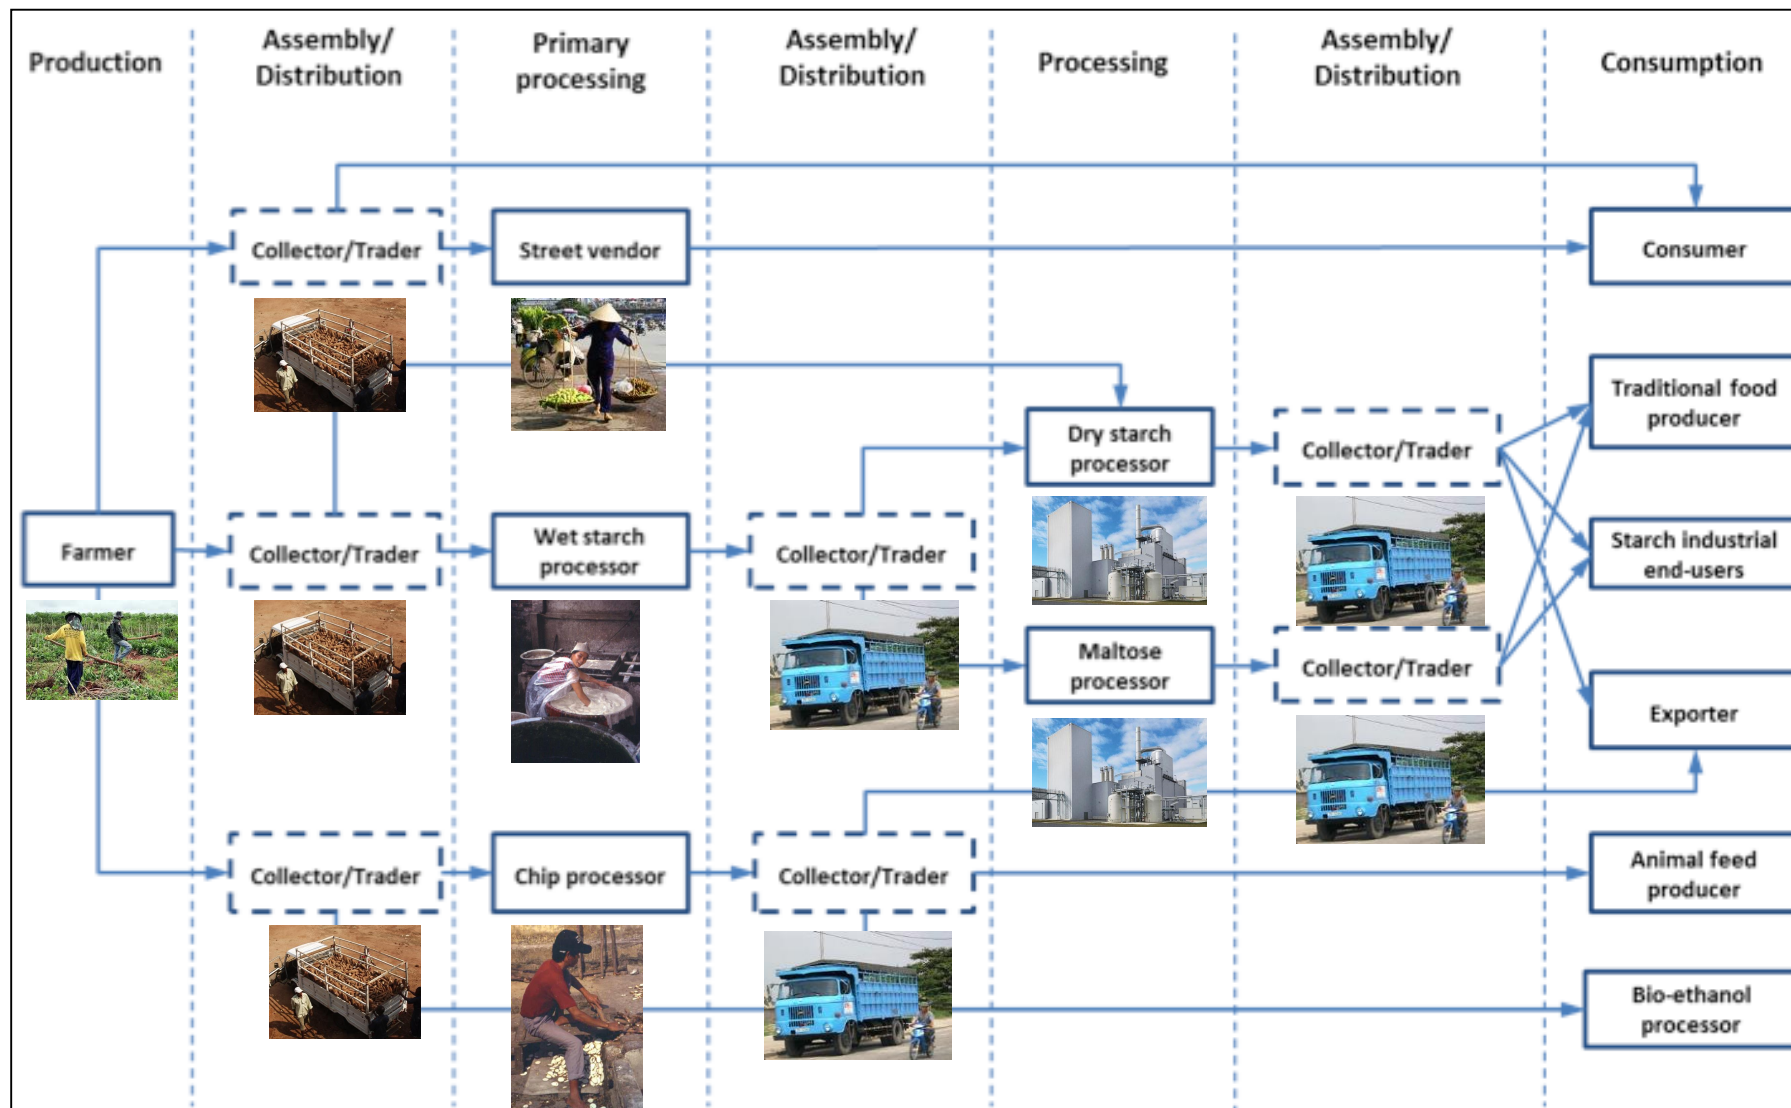 Production
Assembly/
Distribution
Primary
processing
Assembly/
Distribution
Processing
Assembly/
Distribution
Consumption
Collector/Trader
Street vendor
Consumer
Traditional food
producer
Dry starch
processor
Collector/Trader
Farmer
Collector/Trader
Wet starch
processor
Collector/Trader
Starch industrial
end-users
Maltose
processor
Collector/Trader
Exporter
Collector/Trader
Chip processor
Collector/Trader
Animal feed
producer
Bio-ethanol
processor